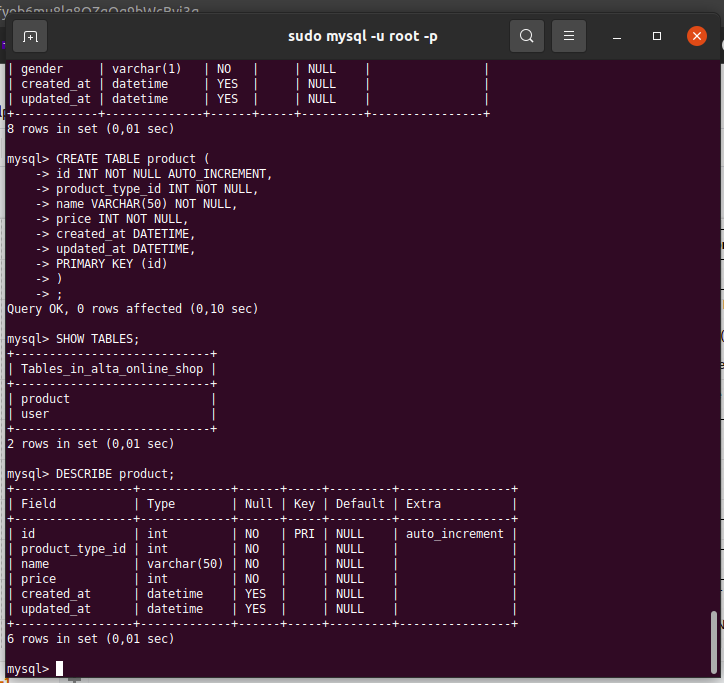 sudo mysql -u root -p
| gender     | varchar(1)   | NO   |     | NULL    |                |
| created_at | datetime     | YES  |     | NULL    |                |
| updated_at | datetime     | YES  |     | NULL    |                |
+------------+--------------+------+-----+---------+----------------+
8 rows in set (0,01 sec)
mysql> CREATE TABLE product (
    -> id INT NOT NULL AUTO_INCREMENT,
    -> product_type_id INT NOT NULL,
    -> name VARCHAR(50) NOT NULL,
    -> price INT NOT NULL,
    -> created_at DATETIME,
    -> updated_at DATETIME,
    -> PRIMARY KEY (id)
    -> )
    -> ;
Query OK, 0 rows affected (0,10 sec)
mysql> SHOW TABLES;
+----------------------------+
| Tables_in_alta_online_shop |
+----------------------------+
| product                    |
| user                       |
+----------------------------+
2 rows in set (0,01 sec)
mysql> DESCRIBE product;
+-----------------+-------------+------+-----+---------+----------------+
| Field           | Type        | Null | Key | Default | Extra          |
+-----------------+-------------+------+-----+---------+----------------+
| id              | int         | NO   | PRI | NULL    | auto_increment |
| product_type_id | int         | NO   |     | NULL    |                |
| name            | varchar(50) | NO   |     | NULL    |                |
| price           | int         | NO   |     | NULL    |                |
| created_at      | datetime    | YES  |     | NULL    |                |
| updated_at      | datetime    | YES  |     | NULL    |                |
+-----------------+-------------+------+-----+---------+----------------+
6 rows in set (0,01 sec)
mysql>